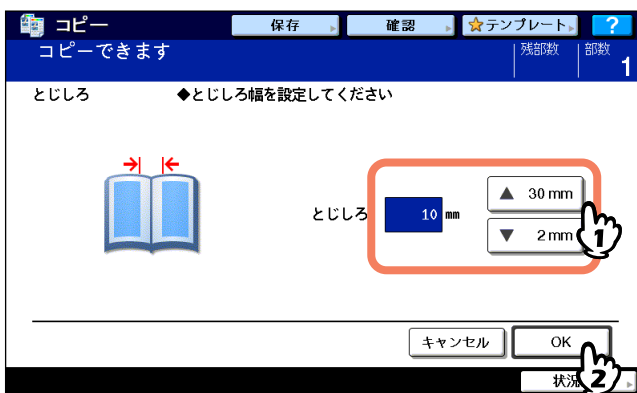 コピー 保存 確認 テンプレート ?
コピーできます 残部数 部数 1
とじしろ ◆とじしろ幅を設定してください
▲ 30 mm
とじしろ 10 mm
▼ 2 mm
1
キャンセル OK
状況
2